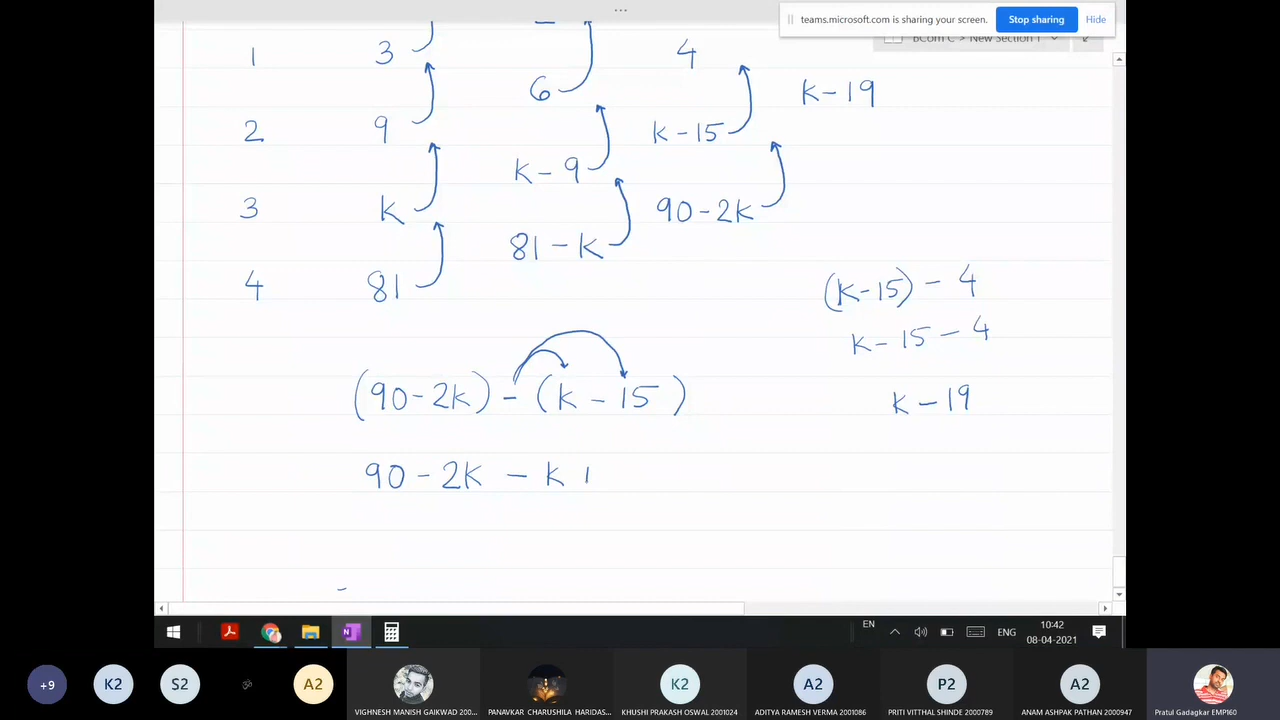 teams.microsoft.com is sharing your screen. Stop sharing Hide
BCom C > New Section 1
1 3 4
6 k-19
2 9 k-15
k-9
3 k 90-2k
81-k
4 81
(k-15)-4
k-15-4
(90-2k)-(k-15)
k-19
90-2k-k
EN
10:42
ENG
08-04-2021
+9 K2 S2 A2 K2 A2 P2 A2
VIGHNESH MANISH GAIKWAD 200... PANAVKAR CHARUSHILA HARIDAS... KHUSHI PRAKASH OSWAL 2001024 ADITYA RAMESH VERMA 2001086 PRITI VITTHAL SHINDE 2000789 ANAM ASHPAK PATHAN 2000947 Pratul Gadagkar EMP160